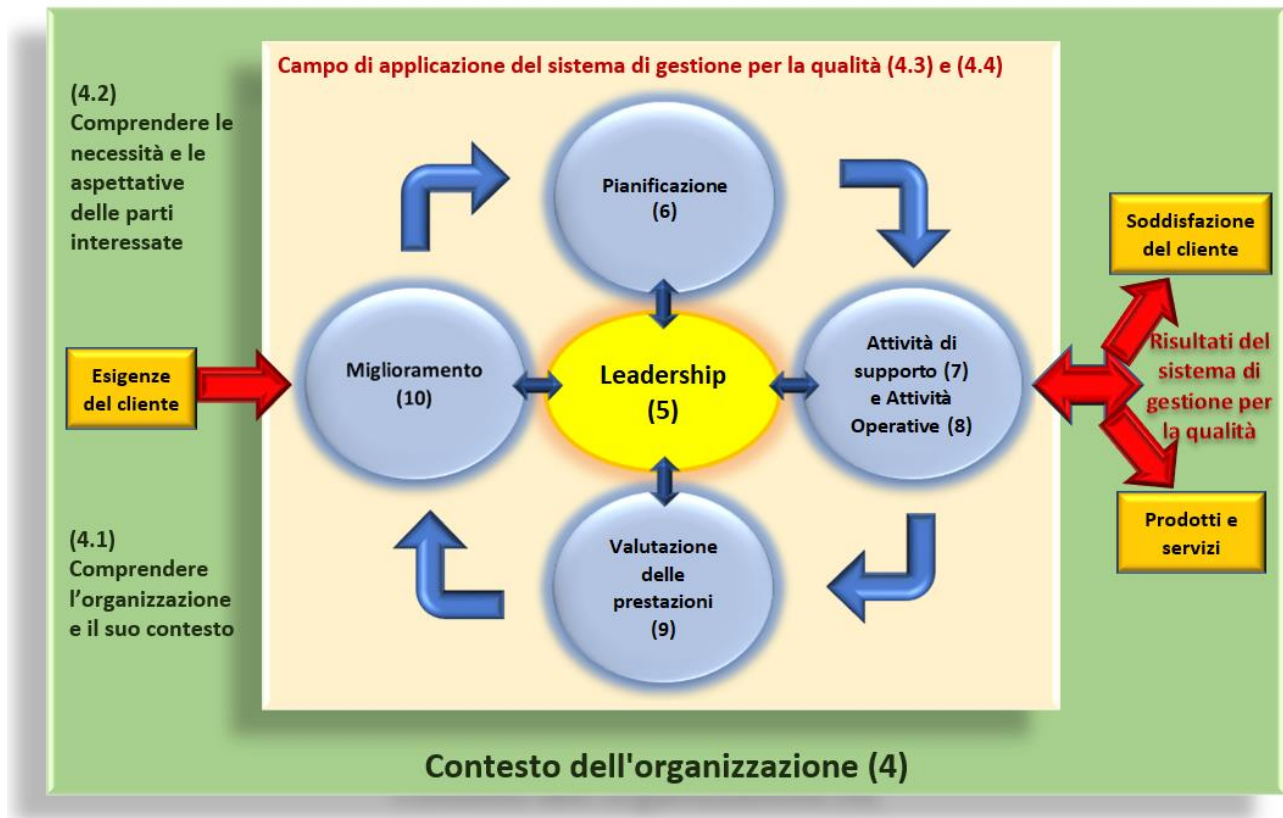 Campo di applicazione del sistema di gestione per la qualità (4.3) e (4.4)
(4.2)
Comprendere le
necessità e le
aspettative
delle parti
interessate
Pianificazione
(6)
Soddisfazione
del cliente
Esigenze
del cliente
Miglioramento
(10)
Leadership
(5)
Attività di
supporto (7)
e Attività
Operative (8)
Risultati del
sistema di
gestione per
la qualità
(4.1)
Comprendere
l’organizzazione
e il suo contesto
Valutazione
delle
prestazioni
(9)
Prodotti e
servizi
Contesto dell'organizzazione (4)